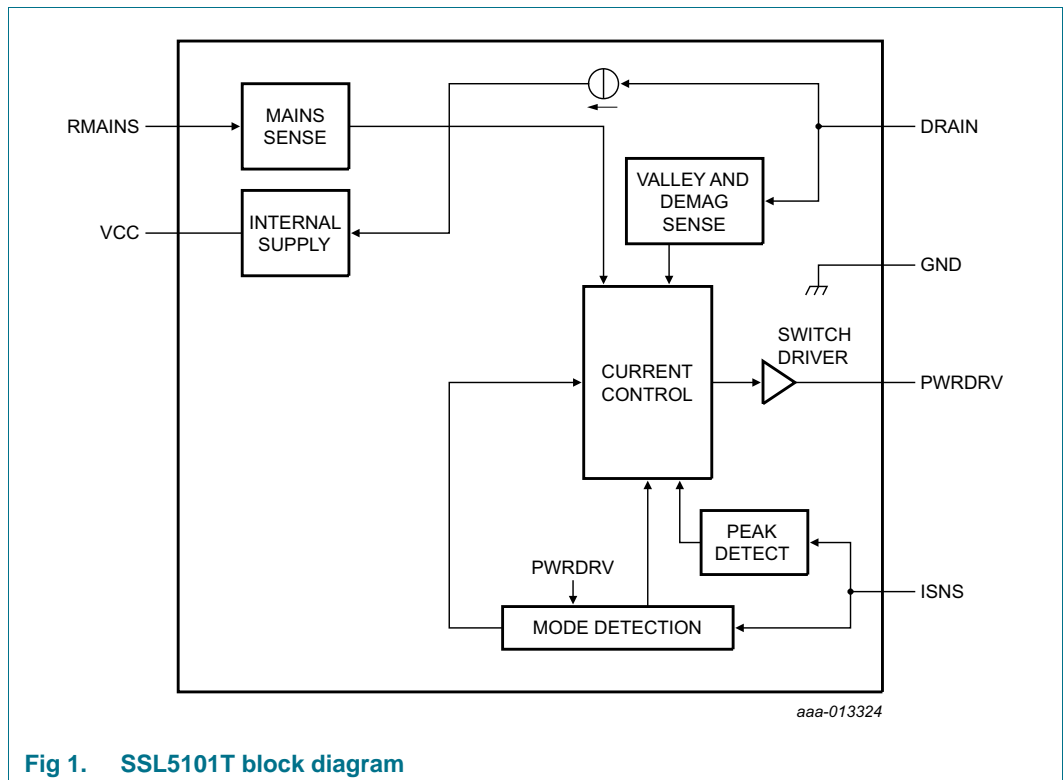 RMAINS
MAINS
SENSE
VCC
INTERNAL
SUPPLY
VALLEY AND
DEMAG
SENSE
DRAIN
GND
SWITCH
DRIVER
CURRENT
CONTROL
PWRDRV
PEAK
DETECT
PWRDRV
ISNS
MODE DETECTION
aaa-013324
Fig 1. SSL5101T block diagram